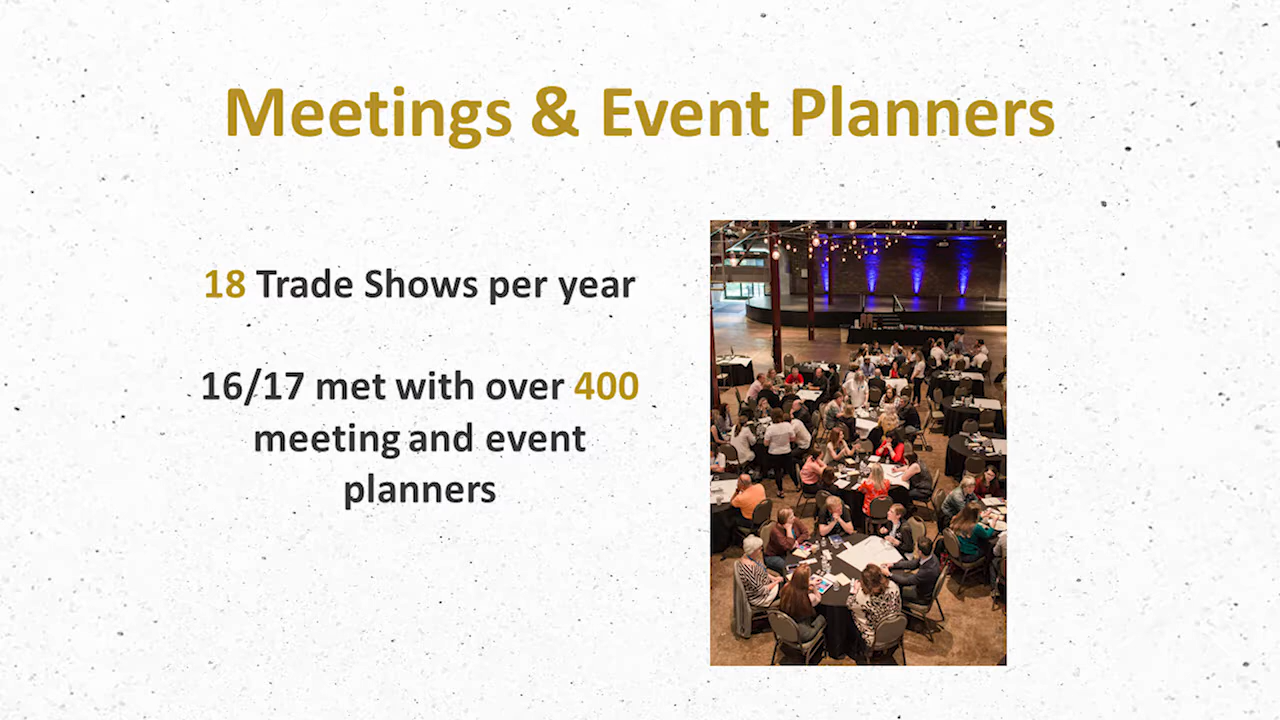 Meetings & Event Planners
18 Trade Shows per year
16/17 met with over 400
meeting and event
planners